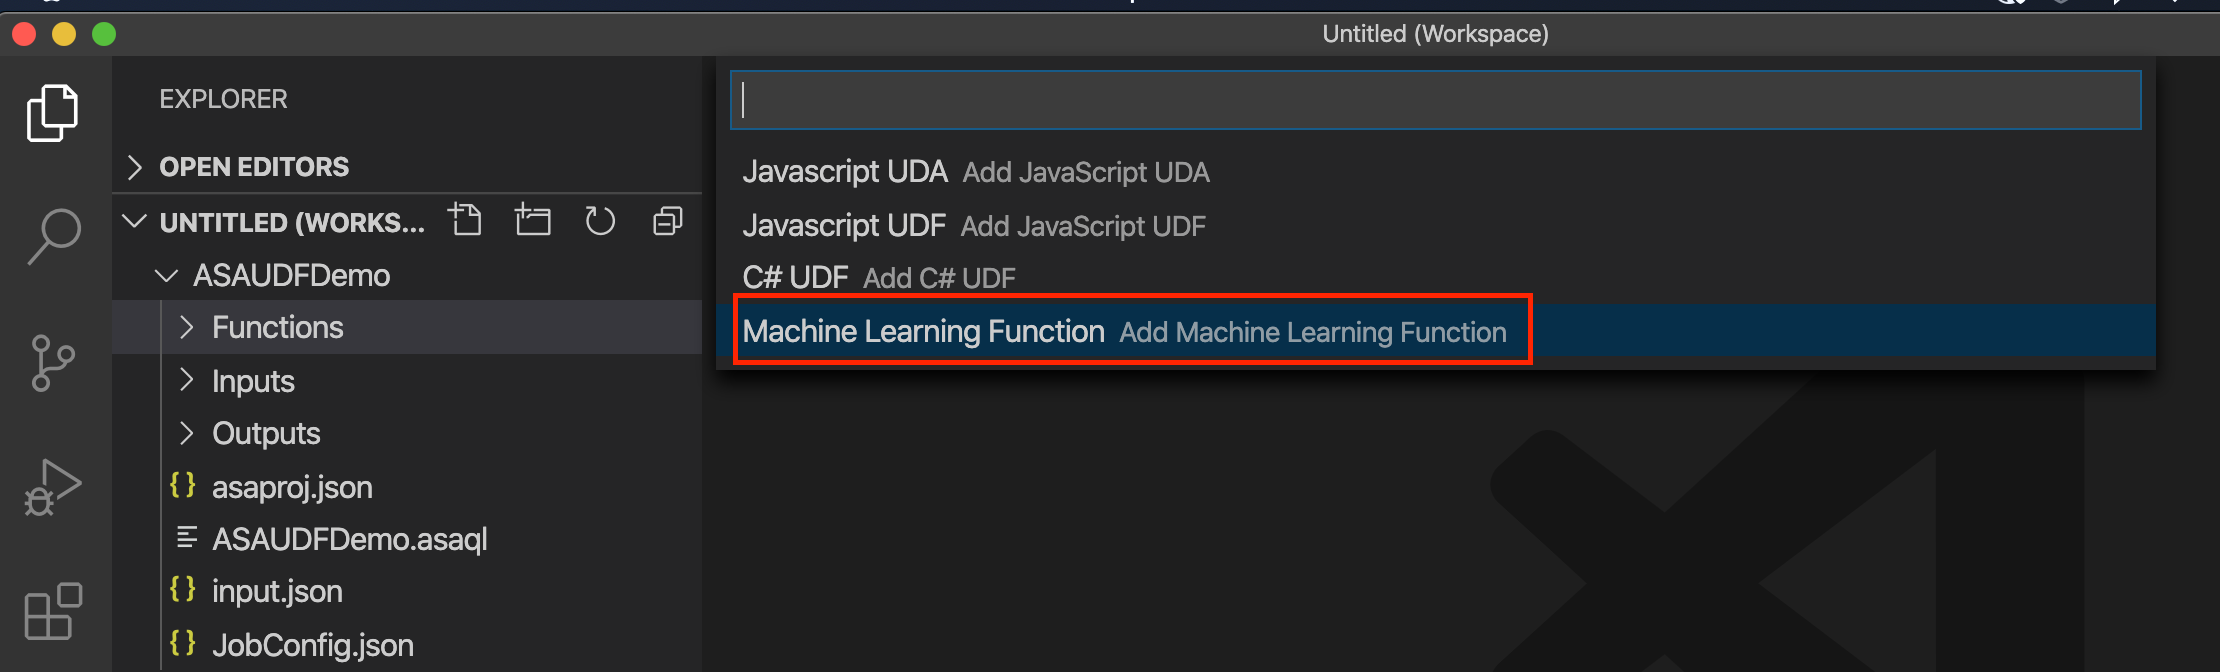 Untitled (Workspace)
EXPLORER
OPEN EDITORS
UNTITLED (WORKS...
ASAUDFDemo
Functions
Inputs
Outputs
{} asaproj.json
ASAUDFDemo.asaql
{} input.json
{} JobConfig.json
Javascript UDA Add JavaScript UDA
Javascript UDF Add JavaScript UDF
C# UDF Add C# UDF
Machine Learning Function Add Machine Learning Function